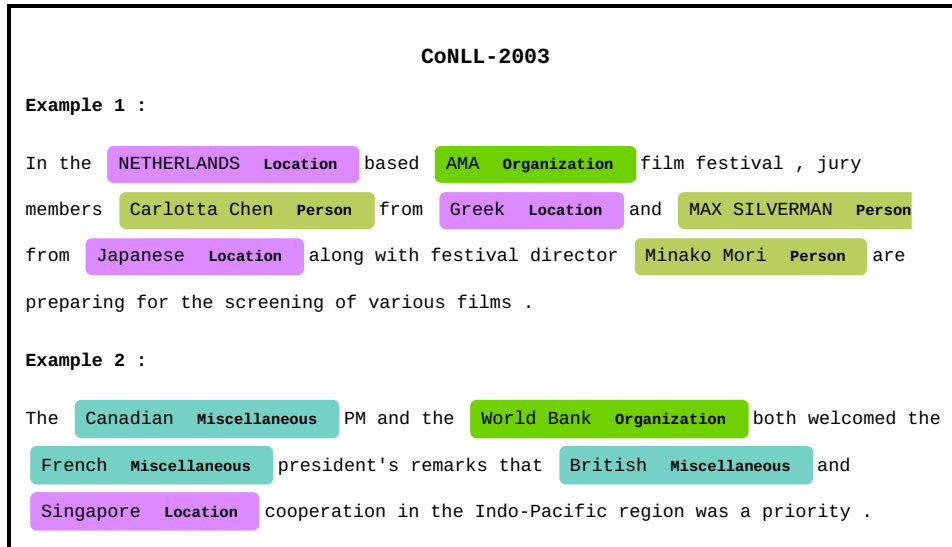 CoNLL-2003
Example 1 :
In the NETHERLANDS Location based AMA Organization film festival , jury
members Carlotta Chen Person from Greek Location and MAX SILVERMAN Person
from Japanese Location along with festival director Minako Mori Person are
preparing for the screening of various films .
Example 2 :
The Canadian Miscellaneous PM and the World Bank Organization both welcomed the
French Miscellaneous president's remarks that British Miscellaneous and
Singapore Location cooperation in the Indo-Pacific region was a priority .